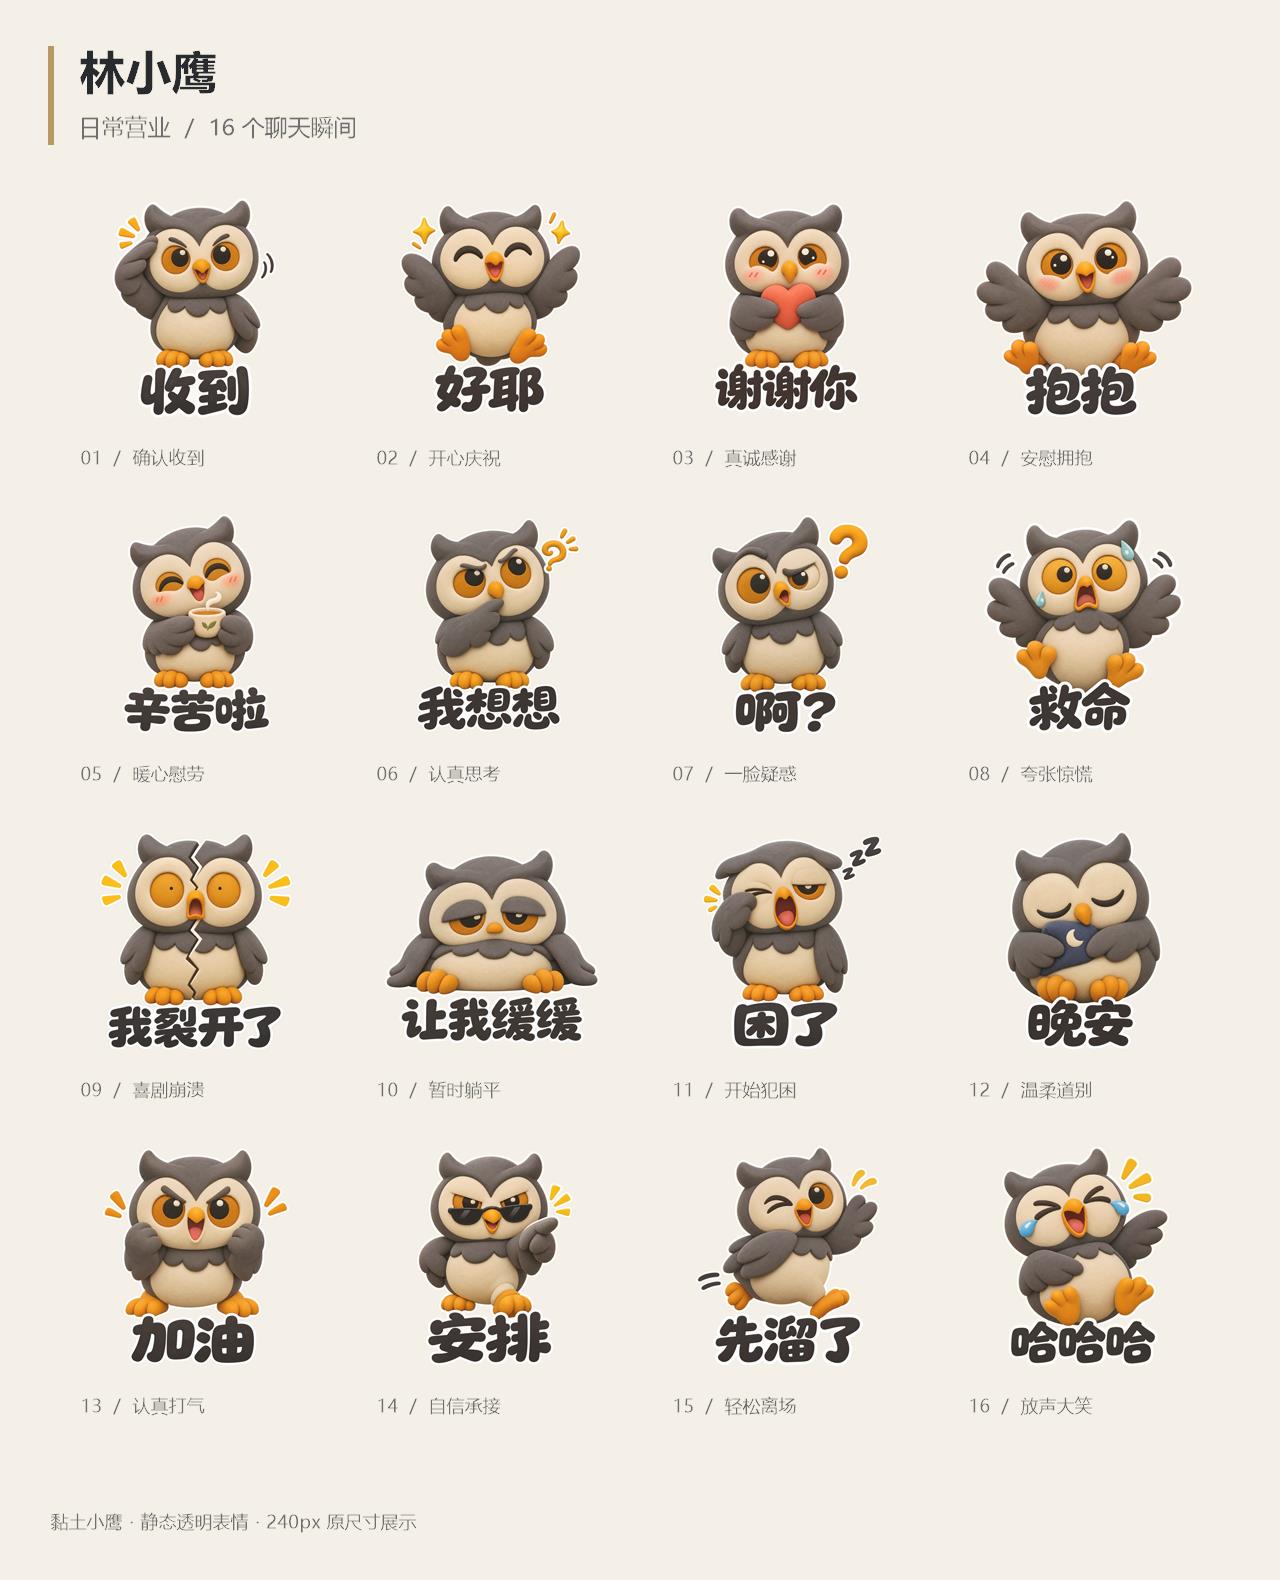 林小鹰
日常营业 / 16 个聊天瞬间
收到
好耶
谢谢你
抱抱
01 / 确认收到
02 / 开心庆祝
03 / 真诚感谢
04 / 安慰拥抱
?
?
辛苦啦
我想想
啊?
救命
05 / 暖心慰劳
06 / 认真思考
07 / 一脸疑惑
08 / 夸张惊慌
zzZ
我裂开了
让我缓缓
困了
晚安
09 / 喜剧崩溃
10 / 暂时躺平
11 / 开始犯困
12 / 温柔道别
加油
安排
先溜了
哈哈哈
13 / 认真打气
14 / 自信承接
15 / 轻松离场
16 / 放声大笑
黏土小鹰 · 静态透明表情 · 240px 原尺寸展示